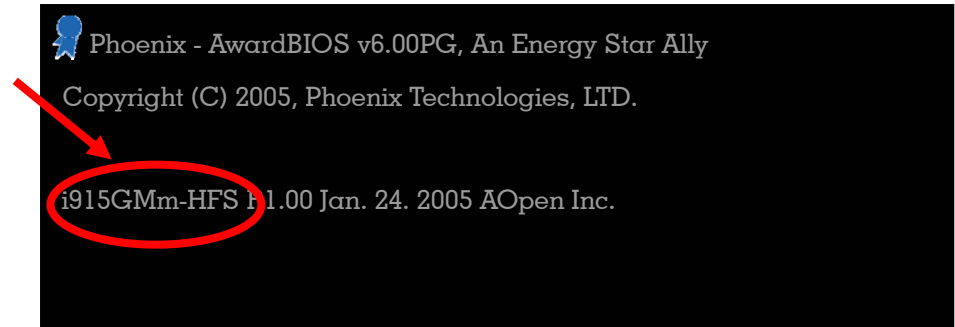 Phoenix - AwardBIOS v6.00PG, An Energy Star Ally
Copyright (C) 2005, Phoenix Technologies, LTD.
i915GMm-HFS R1.00 Jan. 24. 2005 AOpen Inc.